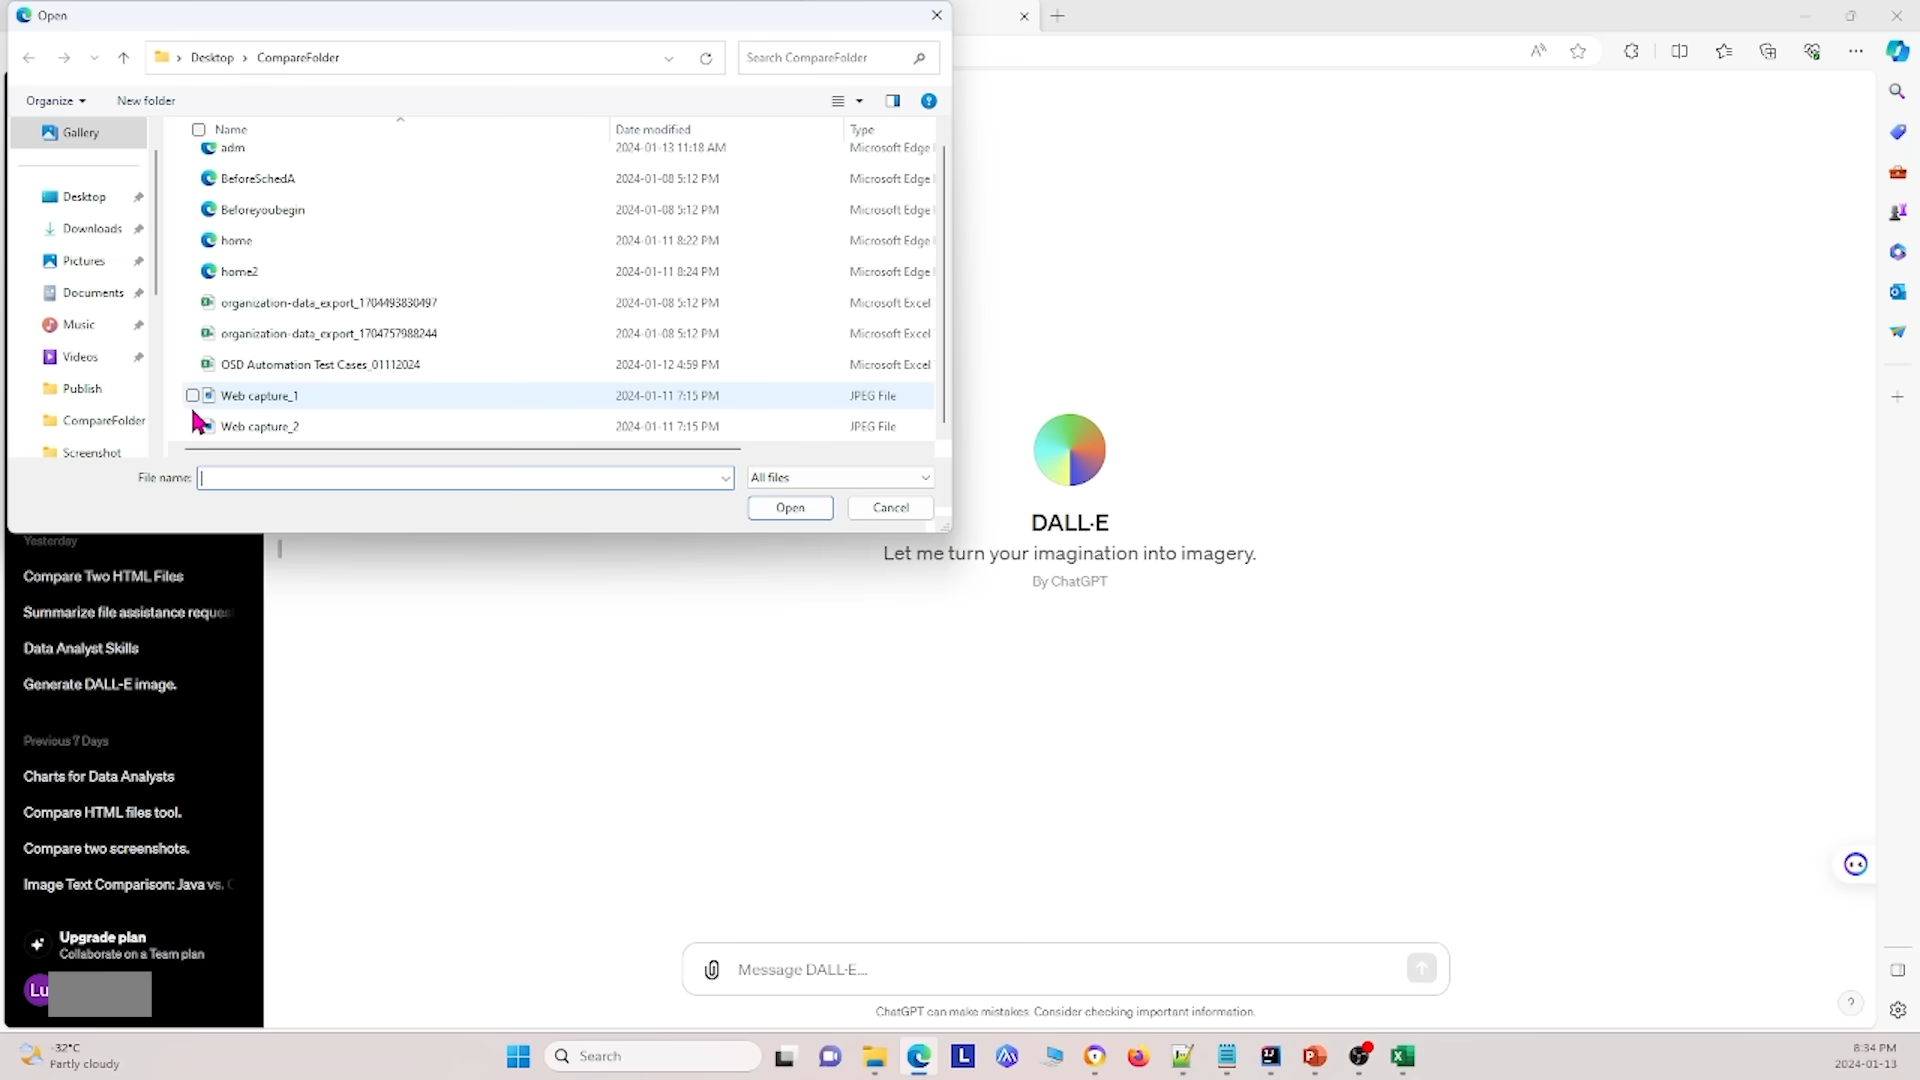 Open
Desktop > CompareFolder
Search CompareFolder
Organize
New folder
Gallery
Desktop
Downloads
Pictures
Documents
Music
Videos
Publish
CompareFolder
Screenshot
Name Date modified Type
adm 2024-01-13 11:18 AM Microsoft Edge
BeforeSchedA 2024-01-08 5:12 PM Microsoft Edge
Beforeyoubegin 2024-01-08 5:12 PM Microsoft Edge
home 2024-01-11 8:22 PM Microsoft Edge
home2 2024-01-11 8:24 PM Microsoft Edge
organization-data_export_1704493830497 2024-01-08 5:12 PM Microsoft Excel
organization-data_export_1704757988244 2024-01-08 5:12 PM Microsoft Excel
OSD Automation Test Cases_01112024 2024-01-12 4:59 PM Microsoft Excel
Web capture_1 2024-01-11 7:15 PM JPEG File
Web capture_2 2024-01-11 7:15 PM JPEG File
File name:
All files
Open
Cancel
Yesterday
Compare Two HTML Files
Summarize file assistance reques
Data Analyst Skills
Generate DALL-E image.
Previous 7 Days
Charts for Data Analysts
Compare HTML files tool.
Compare two screenshots.
Image Text Comparison: Java vs. C
Upgrade plan
Collaborate on a Team plan
Lu
DALL·E
Let me turn your imagination into imagery.
By ChatGPT
Message DALL·E...
ChatGPT can make mistakes. Consider checking important information.
?
-32°C
Partly cloudy
Search
8:34 PM
2024-01-13